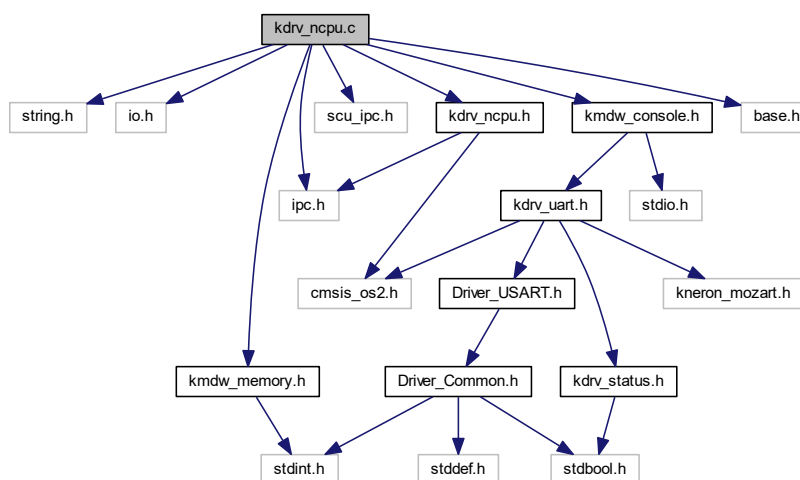 kdrv_ncpu.c
string.h
io.h
scu_ipc.h
kdrv_ncpu.h
kmdw_console.h
base.h
ipc.h
kdrv_uart.h
stdio.h
cmsis_os2.h
Driver_USART.h
kneron_mozart.h
kmdw_memory.h
Driver_Common.h
kdrv_status.h
stdint.h
stddef.h
stdbool.h